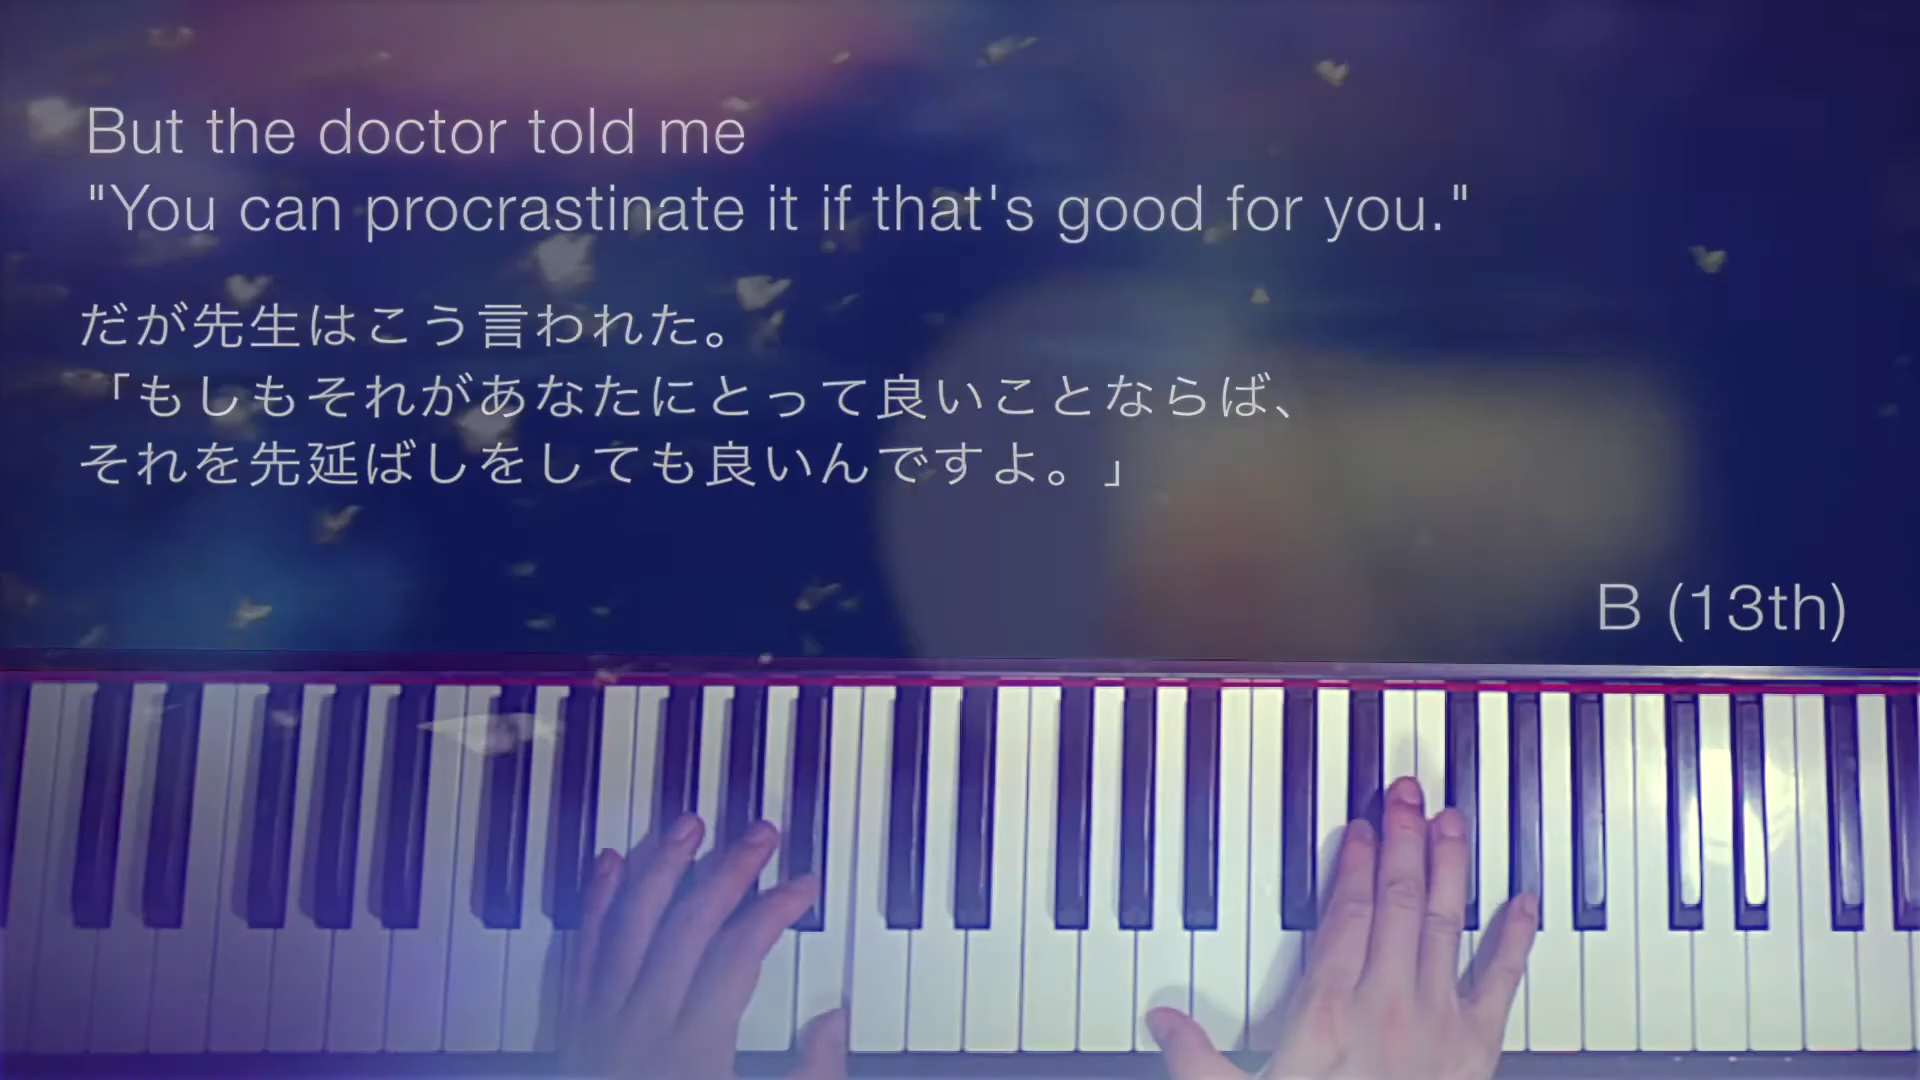 But the doctor told me
"You can procrastinate it if that's good for you."
だが先生はこう言われた。
「もしもそれがあなたにとって良いことならば、
それを先延ばしをしても良いんですよ。」
B (13th)